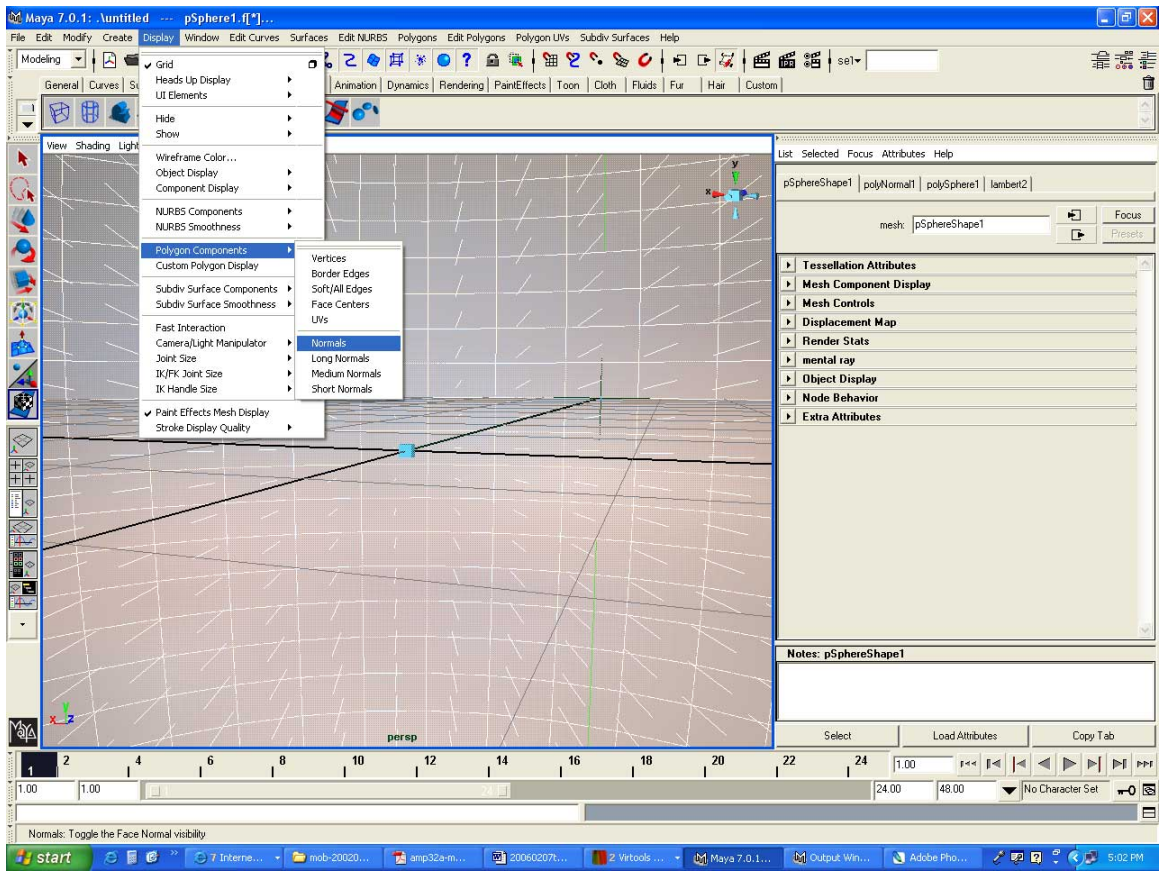 Maya 7.0.1: .\untitled --- pSphere1.f[*]...
File Edit Modify Create Display Window Edit Curves Surfaces Edit NURBS Polygons Edit Polygons Polygon UVs Subdiv Surfaces Help
Modeling sel
General Curves Animation Dynamics Rendering PaintEffects Toon Cloth Fluids Fur Hair Custom
View Shading
Grid
Heads Up Display
UI Elements
Hide
Show
Wireframe Color...
Object Display
Component Display
NURBS Components
NURBS Smoothness
Polygon Components
Custom Polygon Display
Subdiv Surface Components
Subdiv Surface Smoothness
Fast Interaction
Camera/Light Manipulator
Joint Size
IK/FK Joint Size
IK Handle Size
Paint Effects Mesh Display
Stroke Display Quality
Vertices
Border Edges
Soft/All Edges
Face Centers
UVs
Normals
Long Normals
Medium Normals
Short Normals
y
x
y
x z
persp
List Selected Focus Attributes Help
pSphereShape1 polyNormal1 polySphere1 lambert2
mesh: pSphereShape1 Focus
Presets
Tessellation Attributes
Mesh Component Display
Mesh Controls
Displacement Map
Render Stats
mental ray
Object Display
Node Behavior
Extra Attributes
Notes: pSphereShape1
Select Load Attributes Copy Tab
MAYA
1 2 4 6 8 10 12 14 16 18 20 22 24 1.00
1.00 1.00 24 24.00 48.00 No Character Set
Normals: Toggle the Face Normal visibility
start 7 Interne... mob-20020... amp32a-m... 20060207t... 2 Virtools ... Maya 7.0.1... Output Win... Adobe Pho... 5:02 PM